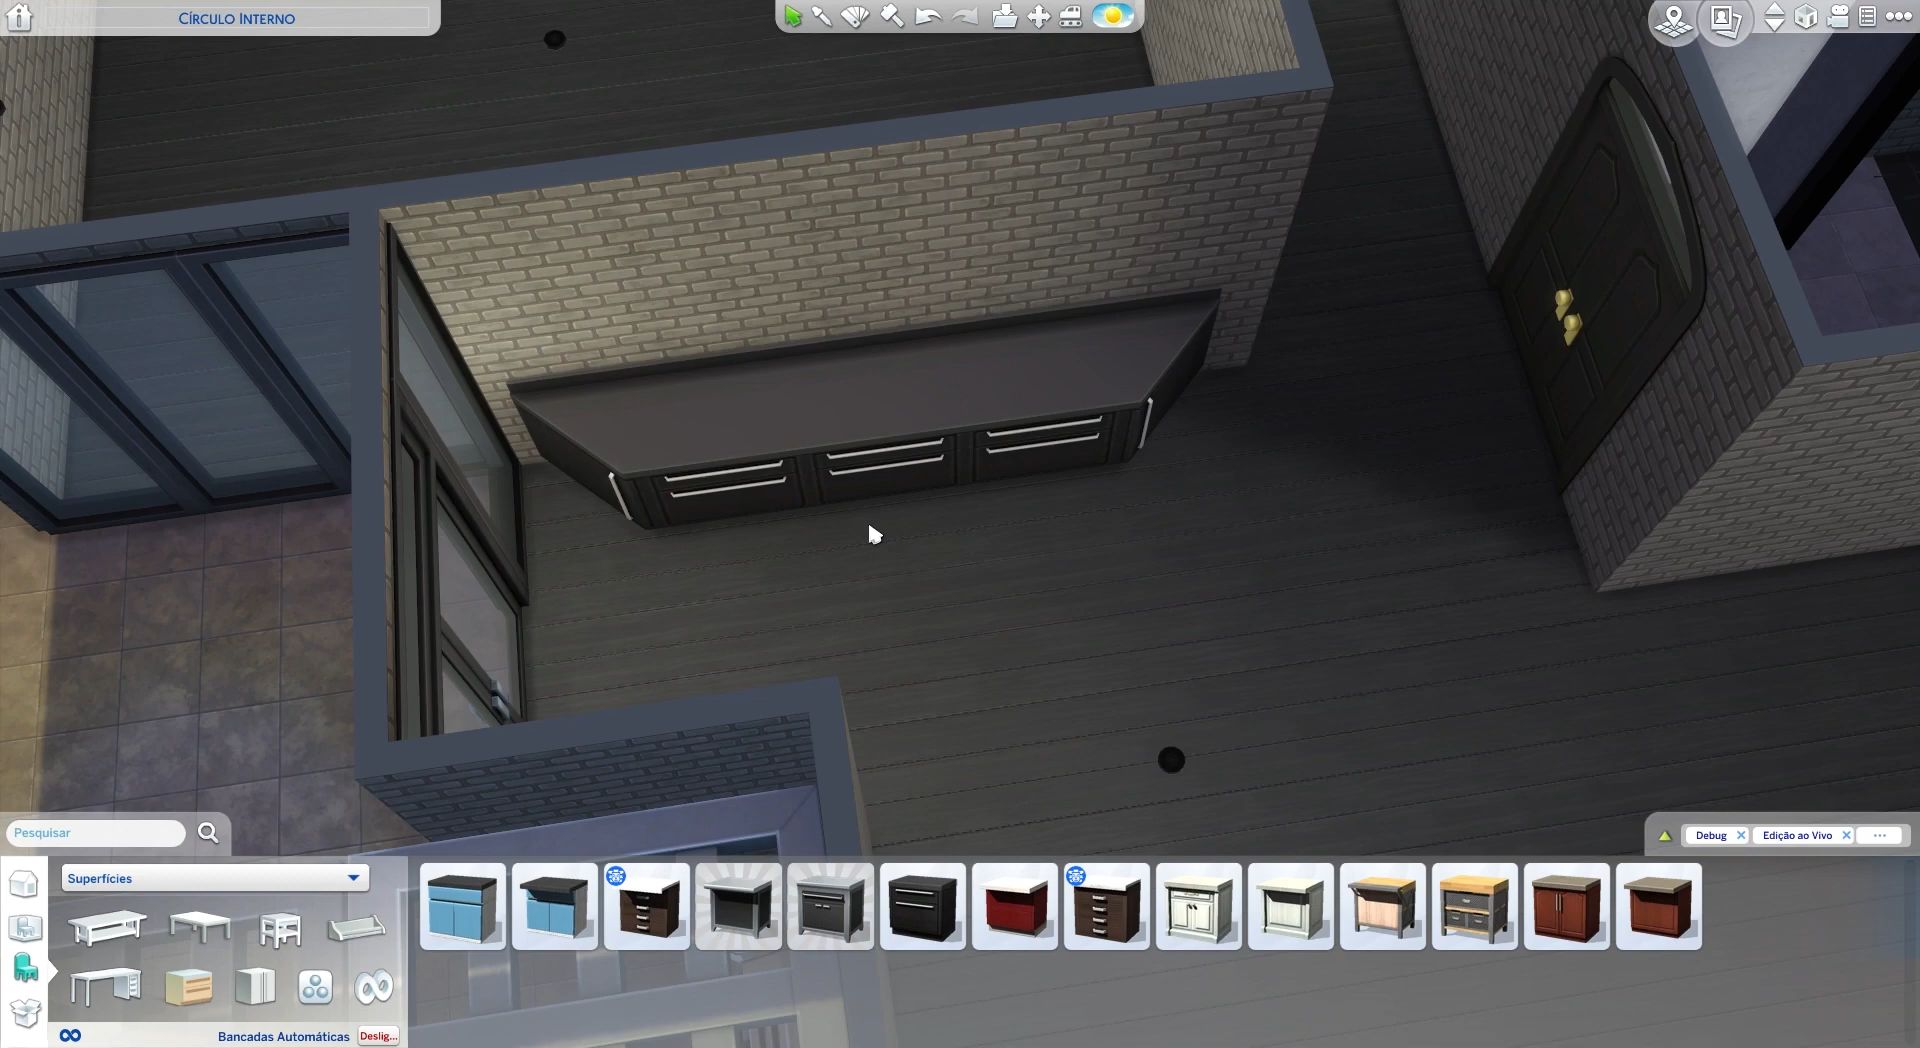 CÍRCULO INTERNO
Pesquisar
Debug
Edição ao Vivo
Superfícies
Bancadas Automáticas
Deslig...